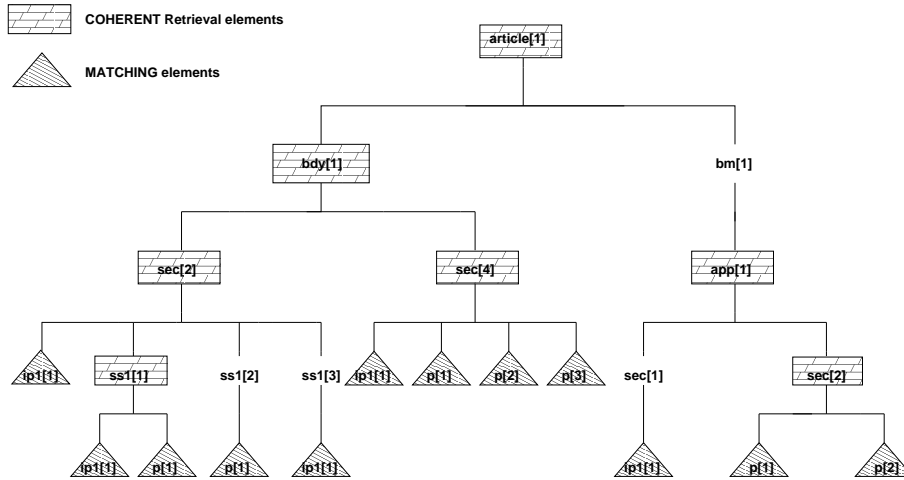 COHERENT Retrieval elements
article[1]
MATCHING elements
bdy[1]
bm[1]
sec[2]
sec[4]
app[1]
ip1[1]
ss1[1]
ss1[2]
ss1[3]
ip1[1]
p[1]
p[2]
p[3]
sec[1]
sec[2]
ip1[1]
p[1]
p[1]
ip1[1]
ip1[1]
p[1]
p[2]